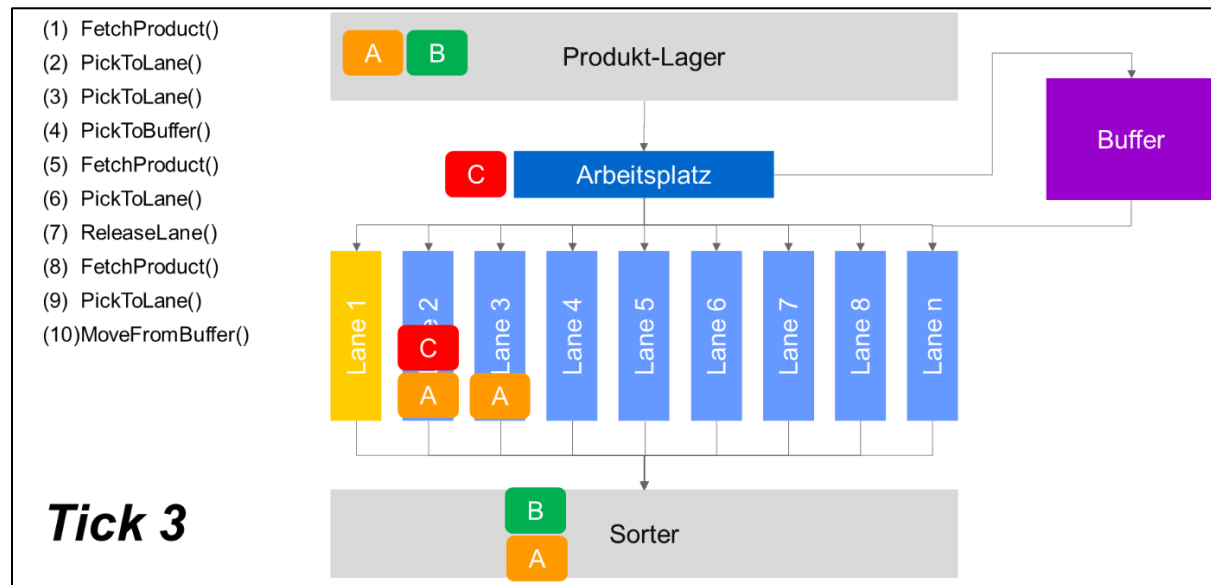 (1) FetchProduct()
(2) PickToLane()
(3) PickToLane()
(4) PickToBuffer()
(5) FetchProduct()
(6) PickToLane()
(7) ReleaseLane()
(8) FetchProduct()
(9) PickToLane()
(10)MoveFromBuffer()
A B Produkt-Lager
Buffer
C Arbeitsplatz
Lane 1
Lane 2
Lane 3
Lane 4
Lane 5
Lane 6
Lane 7
Lane 8
Lane n
C
A A
B
A
Sorter
Tick 3